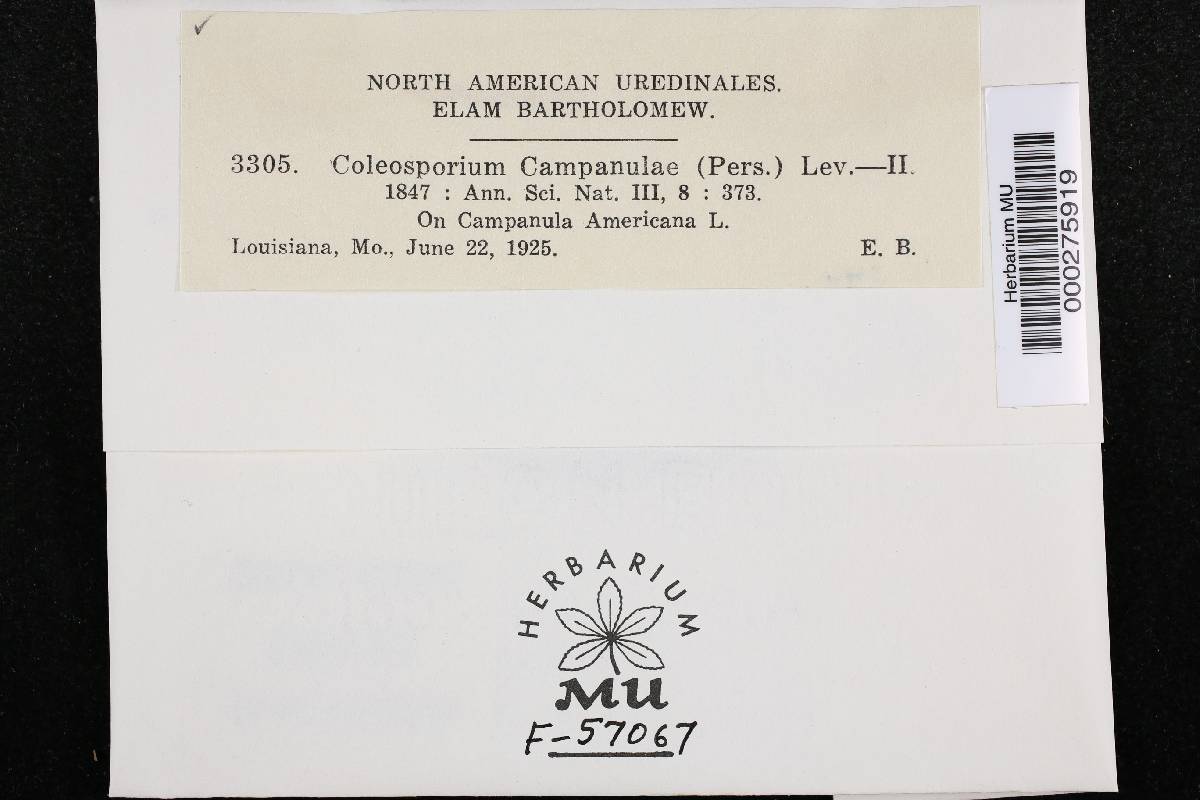 NORTH AMERICAN UREDINALES.
ELAM BARTHOLOMEW.
3305. Coleosporium Campanulae (Pers.) Lev.—II.
1847 : Ann. Sci. Nat. III, 8 : 373.
On Campanula Americana L.
Louisiana, Mo., June 22, 1925. E. B.
Herbarium MU
000275919
HERBARIUM
MU
F-57067